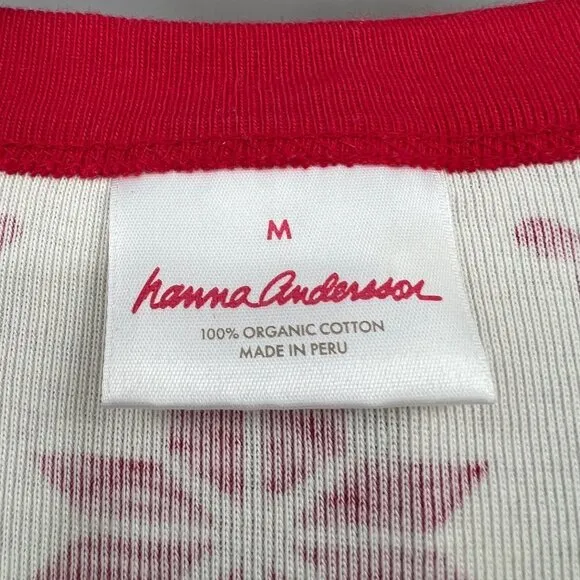 M
hanna andersson
100% ORGANIC COTTON
MADE IN PERU